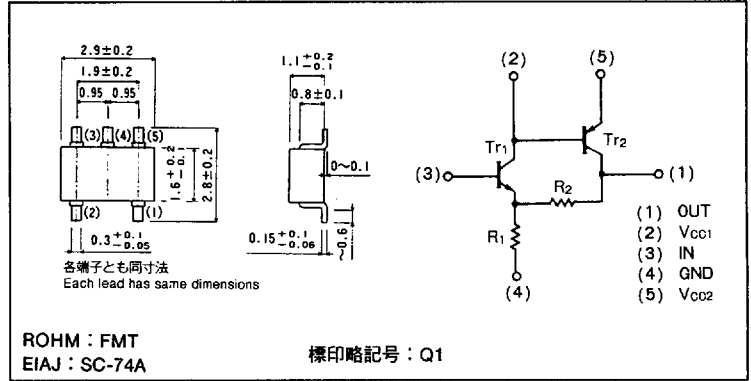 2.9±0.2
1.9±0.2
0.95 0.95
(3) (4) (5)
(2) (1)
1.6 +0.2 -0.1
2.8±0.2
0.3 +0.1 -0.05
各端子とも同寸法
Each lead has same dimensions
1.1 +0.2 -0.1
0.8±0.1
0~0.1
0.15 +0.1 -0.06
~0.6
(2) (5)
Tr1 Tr2
(3) (1)
R2
R1
(4)
(1) OUT
(2) VCC1
(3) IN
(4) GND
(5) VCC2
ROHM : FMT
EIAJ : SC-74A
標印略記号 : Q1